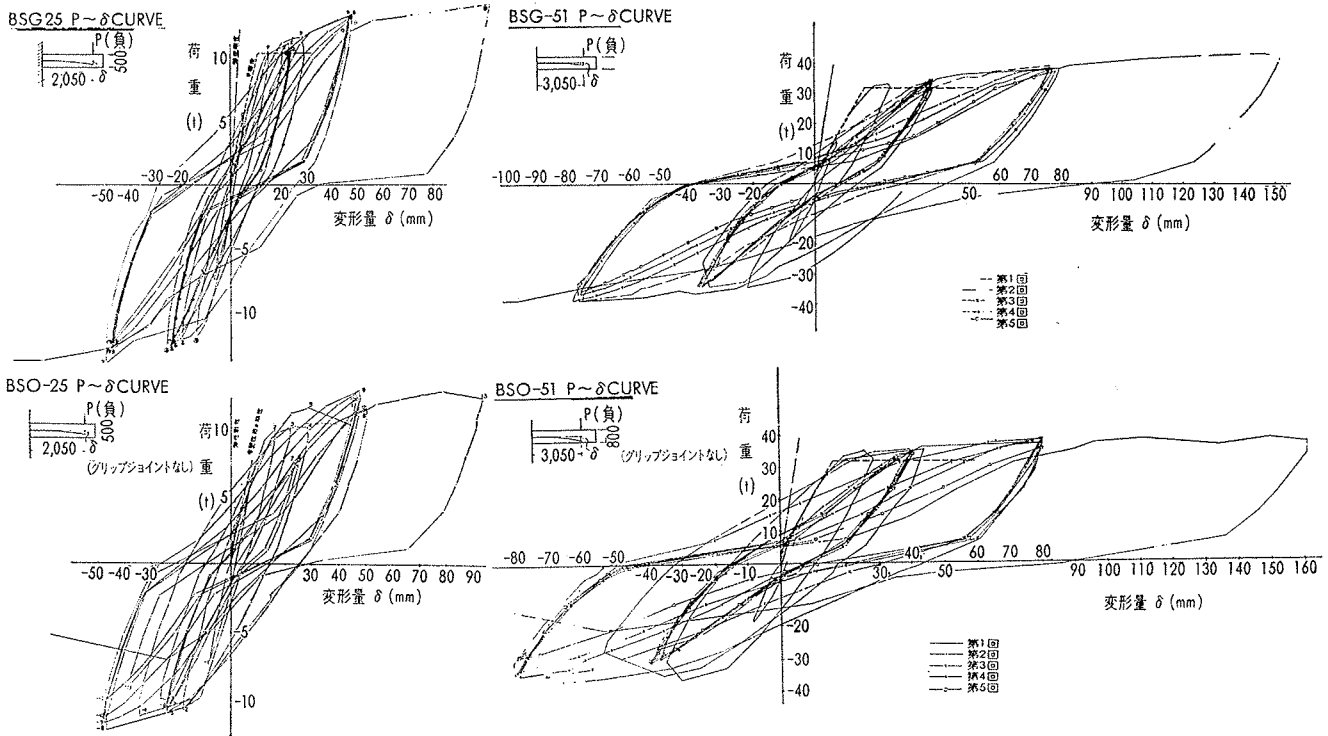 BSG25 P～δCURVE
P(負)
500
2,050
δ
荷
重
(t)
10
5
-5
-10
-50 -40 -30 -20
20 30 40 50 60 70 80
変形量 δ (mm)
BSG-51 P～δCURVE
P(負)
3,050
δ
荷
重
(t)
40
30
20
10
-20
-30
-40
-100 -90 -80 -70 -60 -50 -40 -30 -20
50 60 70 80 90 100 110 120 130 140 150
変形量 δ (mm)
第1回
第2回
第3回
第4回
第5回
BSO-25 P～δCURVE
P(負)
500
2,050
δ
(グリップジョイントなし)
荷
重
(t)
10
5
-5
-10
-50 -40 -30
30 40 50 60 70 80 90
変形量 δ (mm)
BSO-51 P～δCURVE
P(負)
800
3,050
δ
(グリップジョイントなし)
荷
重
(t)
40
30
20
10
-20
-30
-40
-80 -70 -60 -50 -40 -30 -20 -10
30 40 50 60 70 80 90 100 110 120 130 140 150 160
変形量 δ (mm)
第1回
第2回
第3回
第4回
第5回